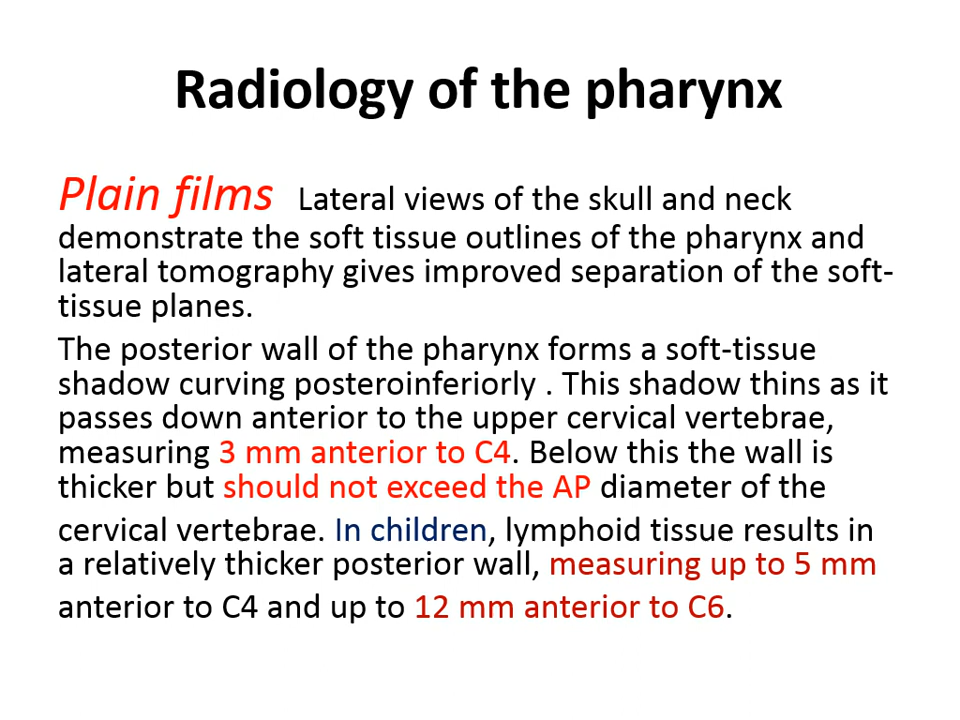 Radiology of the pharynx
Plain films Lateral views of the skull and neck
demonstrate the soft tissue outlines of the pharynx and
lateral tomography gives improved separation of the soft-
tissue planes.
The posterior wall of the pharynx forms a soft-tissue
shadow curving posteroinferiorly . This shadow thins as it
passes down anterior to the upper cervical vertebrae,
measuring 3 mm anterior to C4. Below this the wall is
thicker but should not exceed the AP diameter of the
cervical vertebrae. In children, lymphoid tissue results in
a relatively thicker posterior wall, measuring up to 5 mm
anterior to C4 and up to 12 mm anterior to C6.